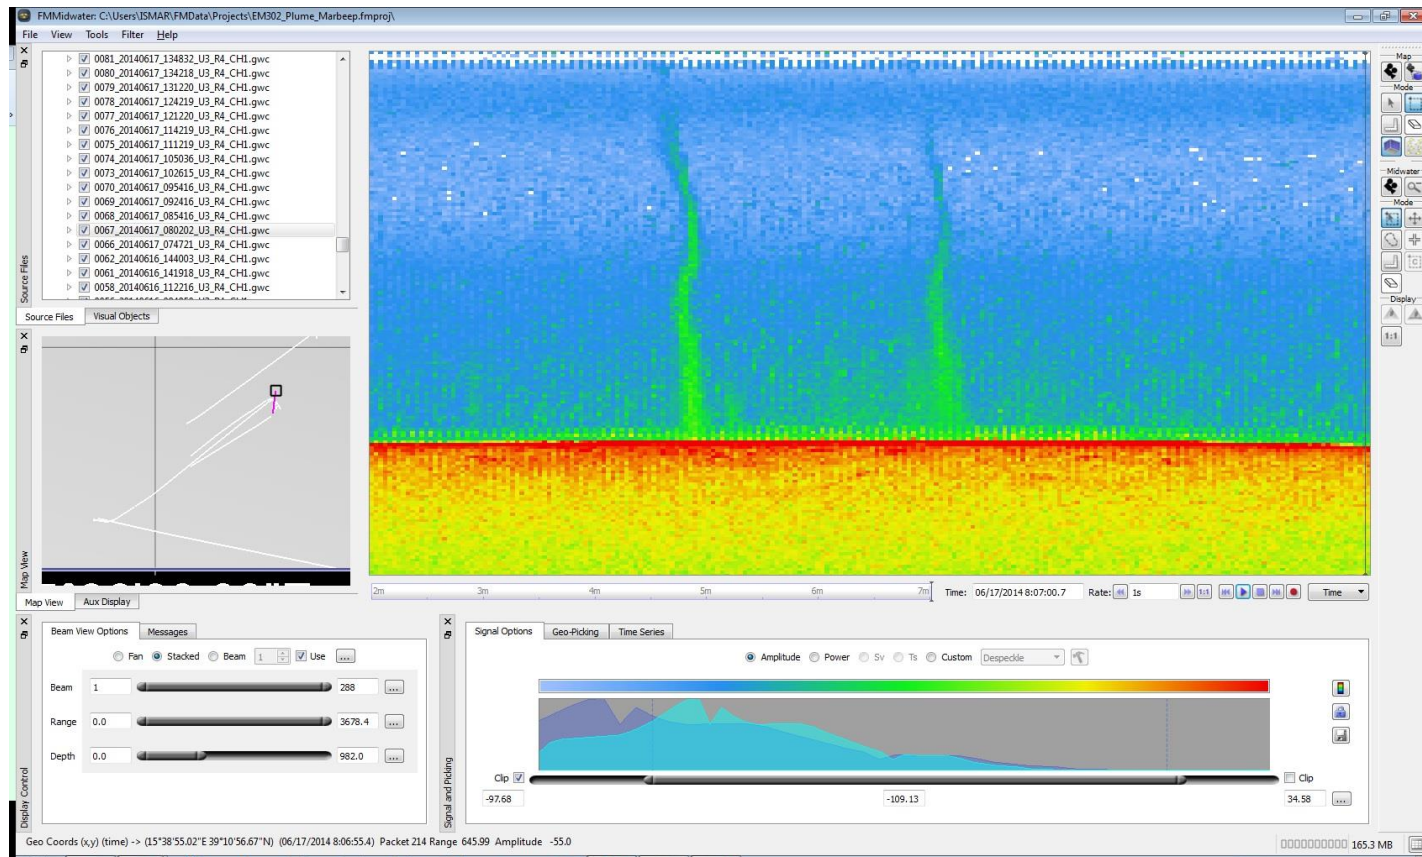 FMMidwater: C:\Users\ISMAR\FMData\Projects\EM302_Plume_Marbeep.fmproj\
File View Tools Filter Help
0081_20140617_134832_U3_R4_CH1.gwc
0080_20140617_134218_U3_R4_CH1.gwc
0079_20140617_131220_U3_R4_CH1.gwc
0078_20140617_124219_U3_R4_CH1.gwc
0077_20140617_121220_U3_R4_CH1.gwc
0076_20140617_114219_U3_R4_CH1.gwc
0075_20140617_111219_U3_R4_CH1.gwc
0074_20140617_105036_U3_R4_CH1.gwc
0073_20140617_102615_U3_R4_CH1.gwc
0070_20140617_095416_U3_R4_CH1.gwc
0069_20140617_092416_U3_R4_CH1.gwc
0068_20140617_085416_U3_R4_CH1.gwc
0067_20140617_080202_U3_R4_CH1.gwc
0066_20140617_074721_U3_R4_CH1.gwc
0062_20140616_144003_U3_R4_CH1.gwc
0061_20140616_141918_U3_R4_CH1.gwc
0058_20140616_112216_U3_R4_CH1.gwc
Source Files
Source Files Visual Objects
Map View
Map View Aux Display
Map
Mode
Midwater
Mode
Display
1:1
2m 3m 4m 5m 6m 7m
Time: 06/17/2014 8:07:00.7 Rate: 1s 1:1 Time
Beam View Options Messages
Fan Stacked Beam 1 Use ...
Beam 1 288 ...
Range 0.0 3678.4 ...
Depth 0.0 982.0 ...
Display Control
Signal Options Geo-Picking Time Series
Amplitude Power Sv Ts Custom Despeckle
Clip Clip
-97.68 -109.13 34.58 ...
Signal and Picking
Geo Coords (x,y) (time) -> (15°38'55.02"E 39°10'56.67"N) (06/17/2014 8:06:55.4) Packet 214 Range 645.99 Amplitude -55.0
165.3 MB